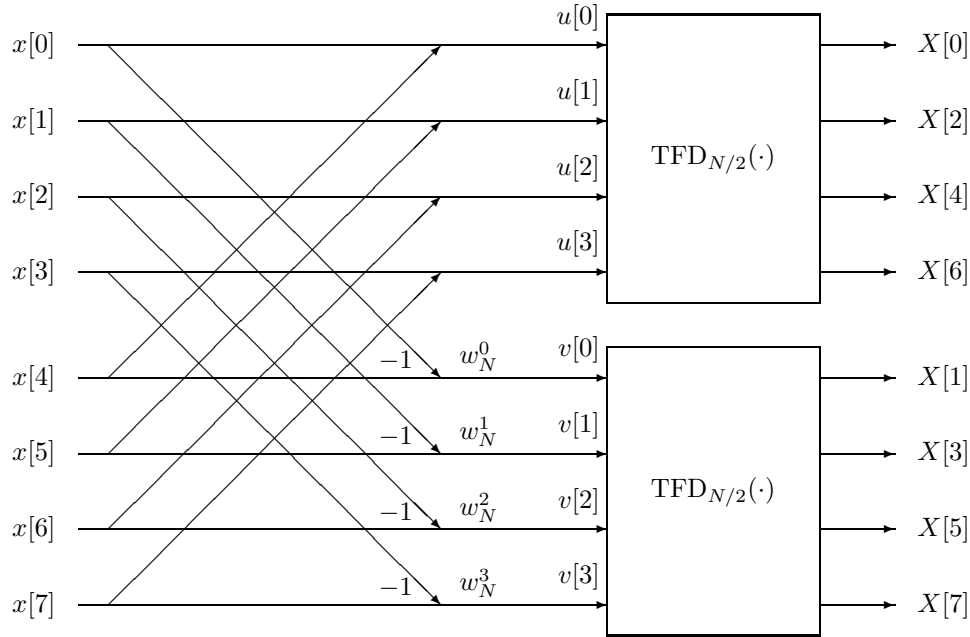 x[0] u[0] X[0]
x[1] u[1] X[2]
x[2] u[2] TFD_{N/2}(·) X[4]
x[3] u[3] X[6]
x[4] −1 w_N^0 v[0] X[1]
x[5] −1 w_N^1 v[1] X[3]
x[6] −1 w_N^2 v[2] TFD_{N/2}(·) X[5]
x[7] −1 w_N^3 v[3] X[7]